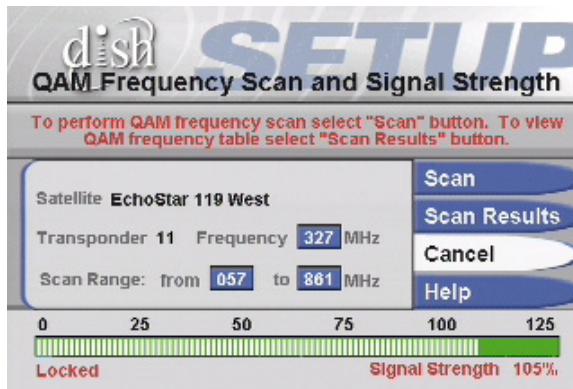 dish
SETUP
QAM Frequency Scan and Signal Strength
To perform QAM frequency scan select "Scan" button. To view
QAM frequency table select "Scan Results" button.
Satellite EchoStar 119 West
Transponder 11 Frequency 327 MHz
Scan Range: from 057 to 861 MHz
Scan
Scan Results
Cancel
Help
0 25 50 75 100 125
Locked Signal Strength 105%